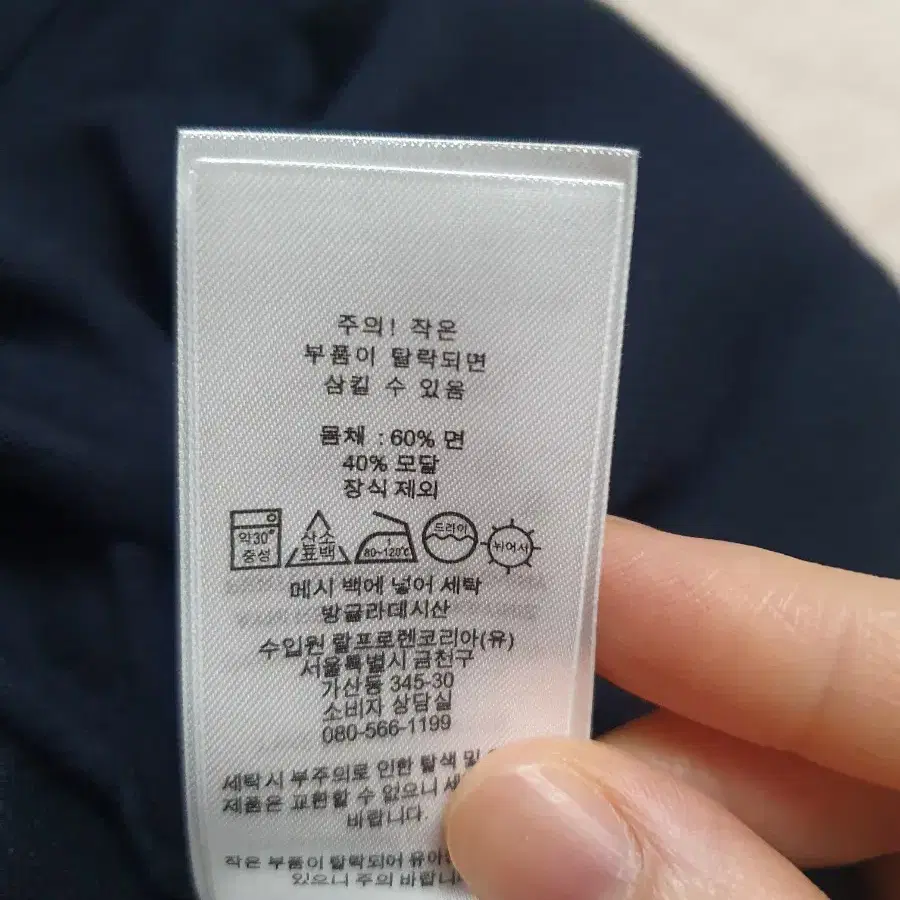 주의! 작은
부품이 탈락되면
삼킬 수 있음
몸체 : 60% 면
40% 모달
장식 제외
약30°
중성
산소
표백
1
80~120℃
드라이
뉘어서
메시 백에 넣어 세탁
방글라데시산
수입원 랄프로렌코리아(유)
서울특별시 금천구
가산동 345-30
소비자 상담실
080-566-1199
세탁시 부주의로 인한 탈색 및
제품은 교환할 수 없으니 세
바랍니다.
작은 부품이 탈락되어 유아
있으니 주의 바랍니